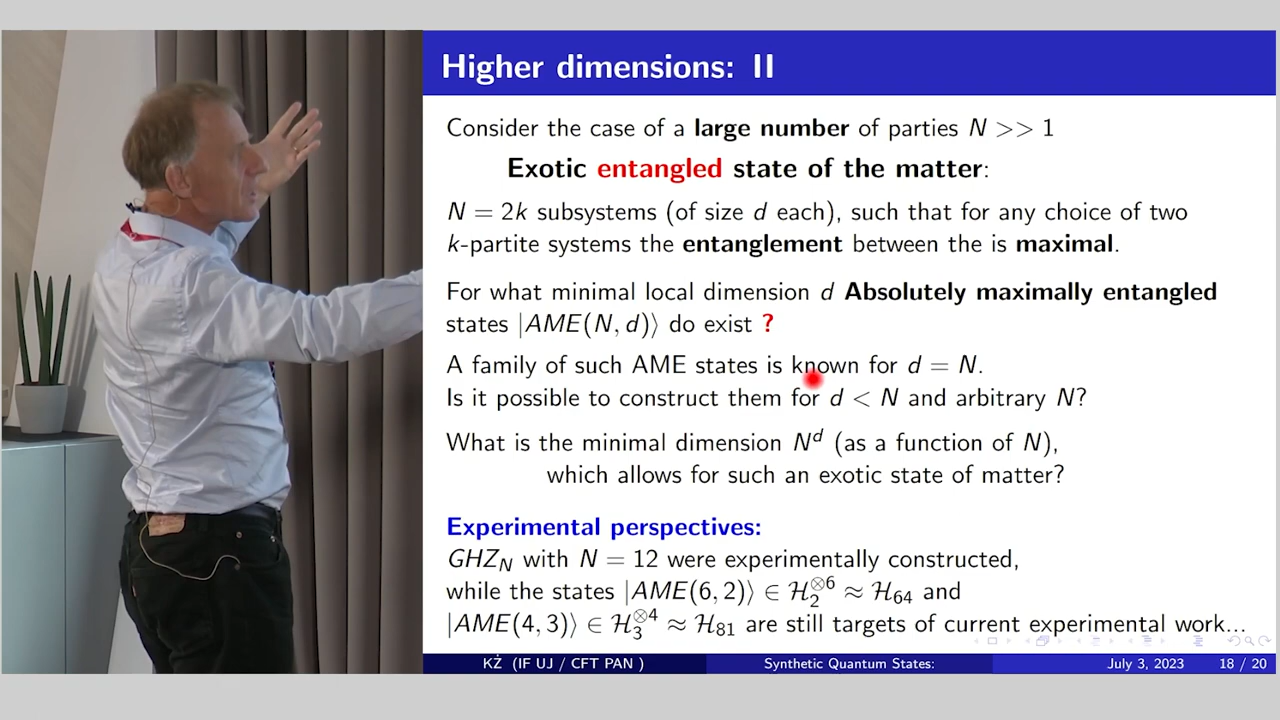 Higher dimensions: II
Consider the case of a large number of parties N >> 1
Exotic entangled state of the matter:
N = 2k subsystems (of size d each), such that for any choice of two
k-partite systems the entanglement between the is maximal.
For what minimal local dimension d Absolutely maximally entangled
states |AME(N, d)⟩ do exist ?
A family of such AME states is known for d = N.
Is it possible to construct them for d < N and arbitrary N?
What is the minimal dimension N^d (as a function of N),
which allows for such an exotic state of matter?
Experimental perspectives:
GHZ_N with N = 12 were experimentally constructed,
while the states |AME(6, 2)⟩ ∈ ℋ₂^⊗6 ≈ ℋ₆₄ and
|AME(4, 3)⟩ ∈ ℋ₃^⊗4 ≈ ℋ₈₁ are still targets of current experimental work...
KŻ (IF UJ / CFT PAN ) Synthetic Quantum States: July 3, 2023 18 / 20